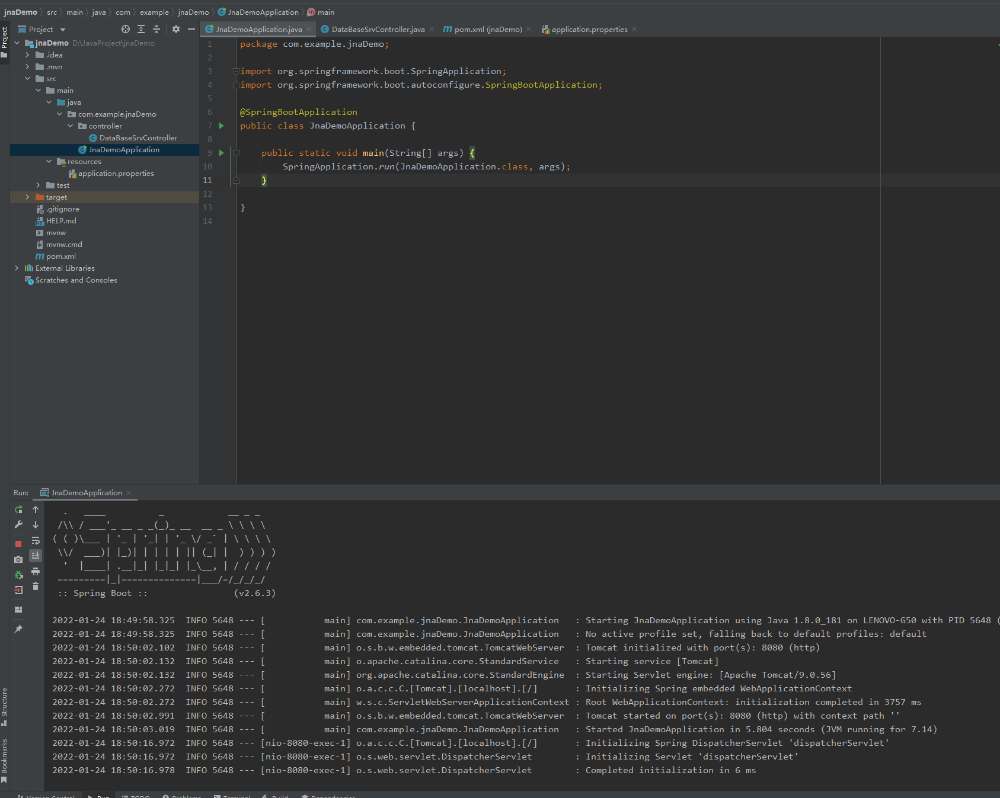 jnaDemo src main java com example jnaDemo JnaDemoApplication main
Project
Project
JnaDemoApplication.java DataBaseSrvController.java pom.xml (jnaDemo) application.properties
jnaDemo D:\JavaProject\jnaDemo
.idea
.mvn
src
main
java
com.example.jnaDemo
controller
DataBaseSrvController
JnaDemoApplication
resources
application.properties
test
target
.gitignore
HELP.md
mvnw
mvnw.cmd
pom.xml
External Libraries
Scratches and Consoles
1 package com.example.jnaDemo;
2
3 import org.springframework.boot.SpringApplication;
4 import org.springframework.boot.autoconfigure.SpringBootApplication;
5
6 @SpringBootApplication
7 public class JnaDemoApplication {
8
9 public static void main(String[] args) {
10 SpringApplication.run(JnaDemoApplication.class, args);
11 }
12
13 }
14
Run: JnaDemoApplication
  .   ____          _            __ _ _
 /\\ / ___'_ __ _ _(_)_ __  __ _ \ \ \ \
( ( )\___ | '_ | '_| | '_ \/ _` | \ \ \ \
 \\/  ___)| |_)| | | | | || (_| |  ) ) ) )
  '  |____| .__|_| |_|_| |_\__, | / / / /
 =========|_|==============|___/=/_/_/_/
 :: Spring Boot ::                (v2.6.3)
2022-01-24 18:49:58.325  INFO 5648 --- [           main] com.example.jnaDemo.JnaDemoApplication   : Starting JnaDemoApplication using Java 1.8.0_181 on LENOVO-G50 with PID 5648 (
2022-01-24 18:49:58.325  INFO 5648 --- [           main] com.example.jnaDemo.JnaDemoApplication   : No active profile set, falling back to default profiles: default
2022-01-24 18:50:02.102  INFO 5648 --- [           main] o.s.b.w.embedded.tomcat.TomcatWebServer  : Tomcat initialized with port(s): 8080 (http)
2022-01-24 18:50:02.132  INFO 5648 --- [           main] o.apache.catalina.core.StandardService   : Starting service [Tomcat]
2022-01-24 18:50:02.132  INFO 5648 --- [           main] org.apache.catalina.core.StandardEngine  : Starting Servlet engine: [Apache Tomcat/9.0.56]
2022-01-24 18:50:02.272  INFO 5648 --- [           main] o.a.c.c.C.[Tomcat].[localhost].[/]       : Initializing Spring embedded WebApplicationContext
2022-01-24 18:50:02.272  INFO 5648 --- [           main] w.s.c.ServletWebServerApplicationContext : Root WebApplicationContext: initialization completed in 3757 ms
2022-01-24 18:50:02.991  INFO 5648 --- [           main] o.s.b.w.embedded.tomcat.TomcatWebServer  : Tomcat started on port(s): 8080 (http) with context path ''
2022-01-24 18:50:03.019  INFO 5648 --- [           main] com.example.jnaDemo.JnaDemoApplication   : Started JnaDemoApplication in 5.804 seconds (JVM running for 7.14)
2022-01-24 18:50:16.972  INFO 5648 --- [nio-8080-exec-1] o.a.c.c.C.[Tomcat].[localhost].[/]       : Initializing Spring DispatcherServlet 'dispatcherServlet'
2022-01-24 18:50:16.972  INFO 5648 --- [nio-8080-exec-1] o.s.web.servlet.DispatcherServlet        : Initializing Servlet 'dispatcherServlet'
2022-01-24 18:50:16.978  INFO 5648 --- [nio-8080-exec-1] o.s.web.servlet.DispatcherServlet        : Completed initialization in 6 ms
Structure
Bookmarks
Version Control Run TODO Problems Terminal Build Dependencies